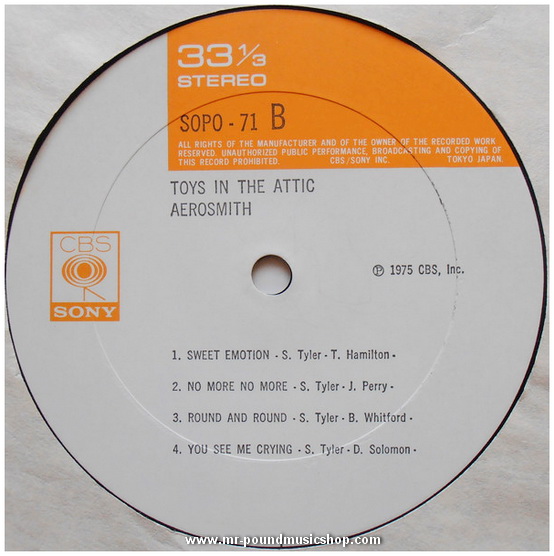 33 1/3
STEREO
SOPO - 71 B
ALL RIGHTS OF THE MANUFACTURER AND OF THE OWNER OF THE RECORDED WORK
RESERVED. UNAUTHORIZED PUBLIC PERFORMANCE, BROADCASTING AND COPYING OF
THIS RECORD PROHIBITED. CBS/SONY INC. TOKYO JAPAN.
TOYS IN THE ATTIC
AEROSMITH
CBS
SONY
℗ 1975 CBS, Inc.
1. SWEET EMOTION - S. Tyler - T. Hamilton -
2. NO MORE NO MORE - S. Tyler - J. Perry -
3. ROUND AND ROUND - S. Tyler - B. Whitford -
4. YOU SEE ME CRYING - S. Tyler - D. Solomon -
www.mr-poundmusicshop.com